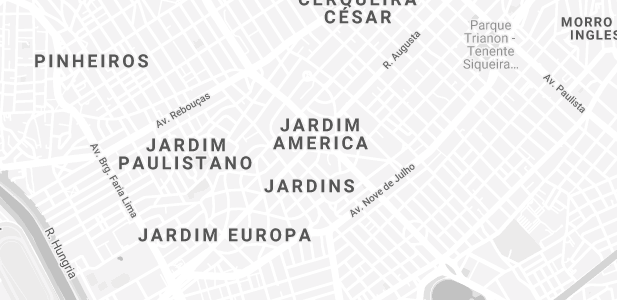 CERQUEIRA
CÉSAR
MORRO
INGLES
Parque
Trianon -
Tenente
Siqueira...
R. Augusta
PINHEIROS
Av. Paulista
Av. Rebouças
JARDIM
AMERICA
JARDIM
PAULISTANO
Av. Brg. Faria Lima
JARDINS
Av. Nove de Julho
JARDIM EUROPA
R. Hungria